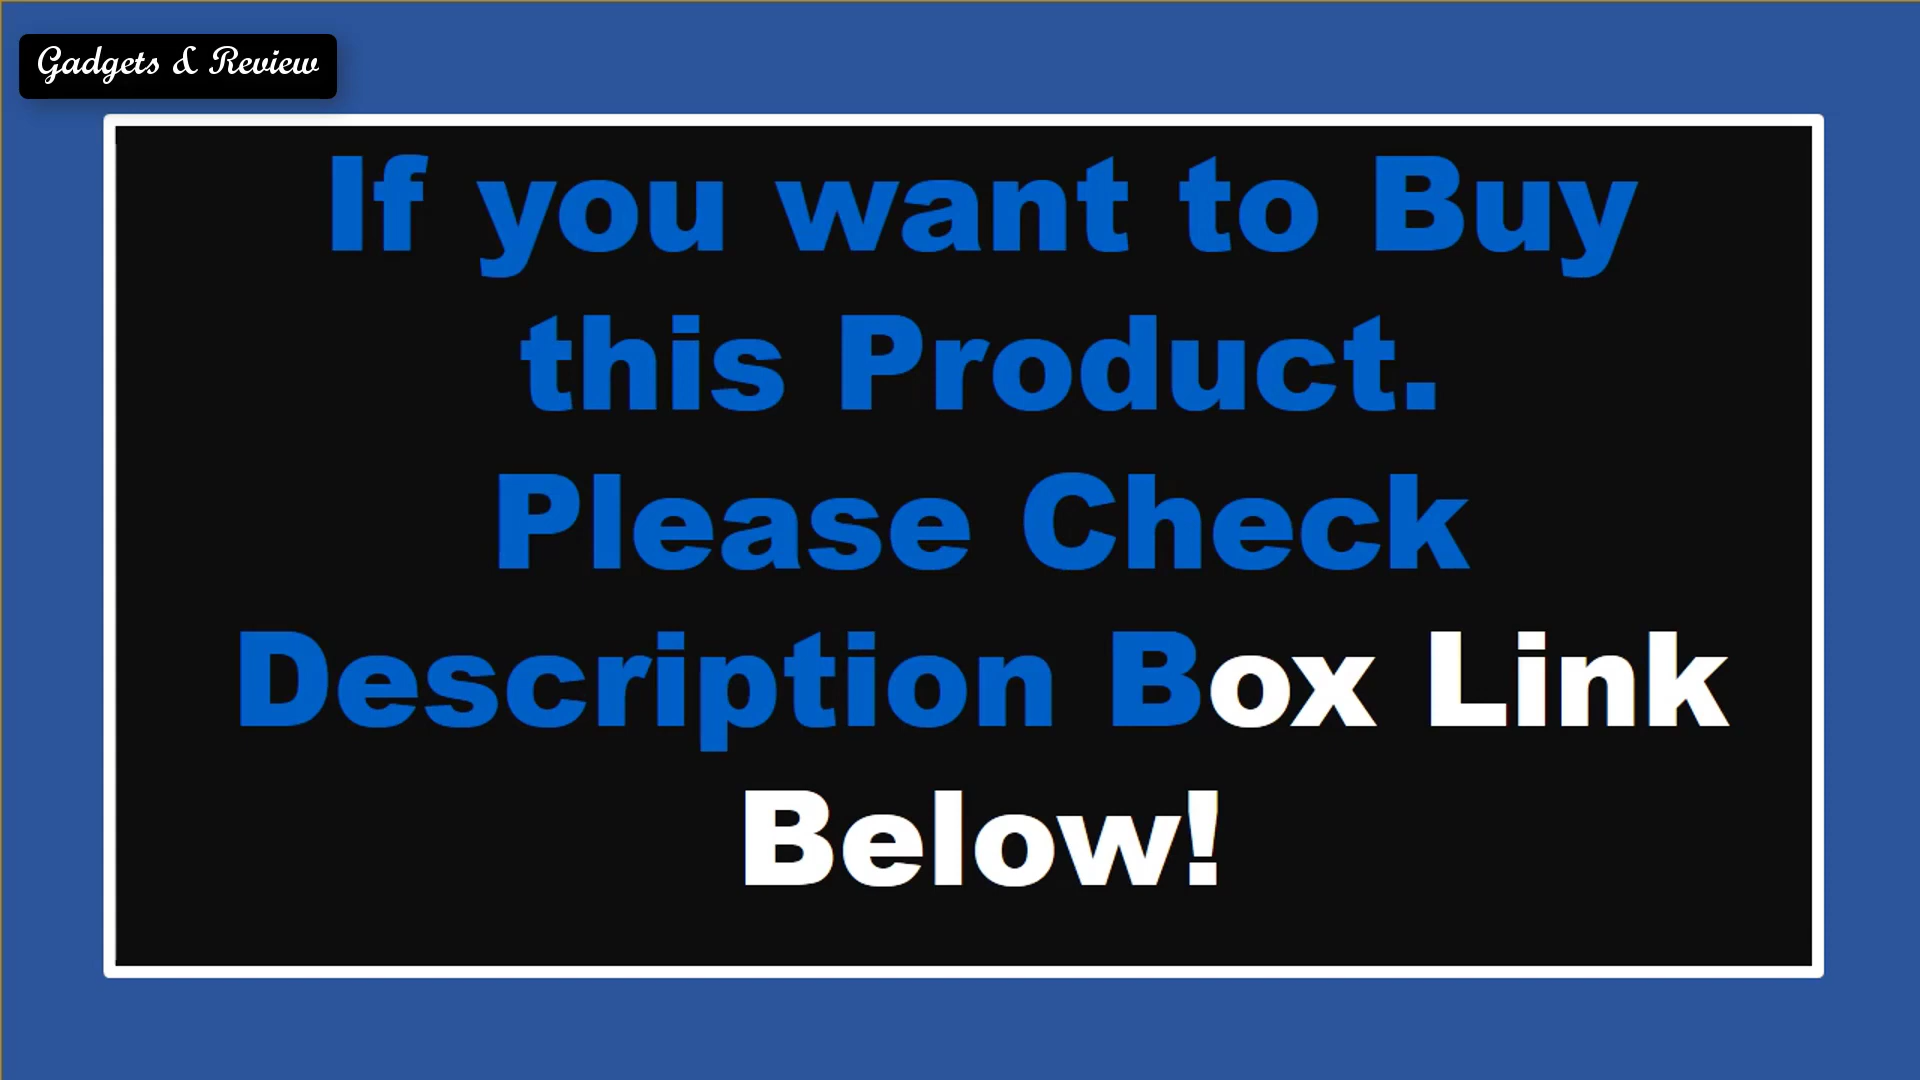 Gadgets & Review
If you want to Buy
this Product.
Please Check
Description Box Link
Below!